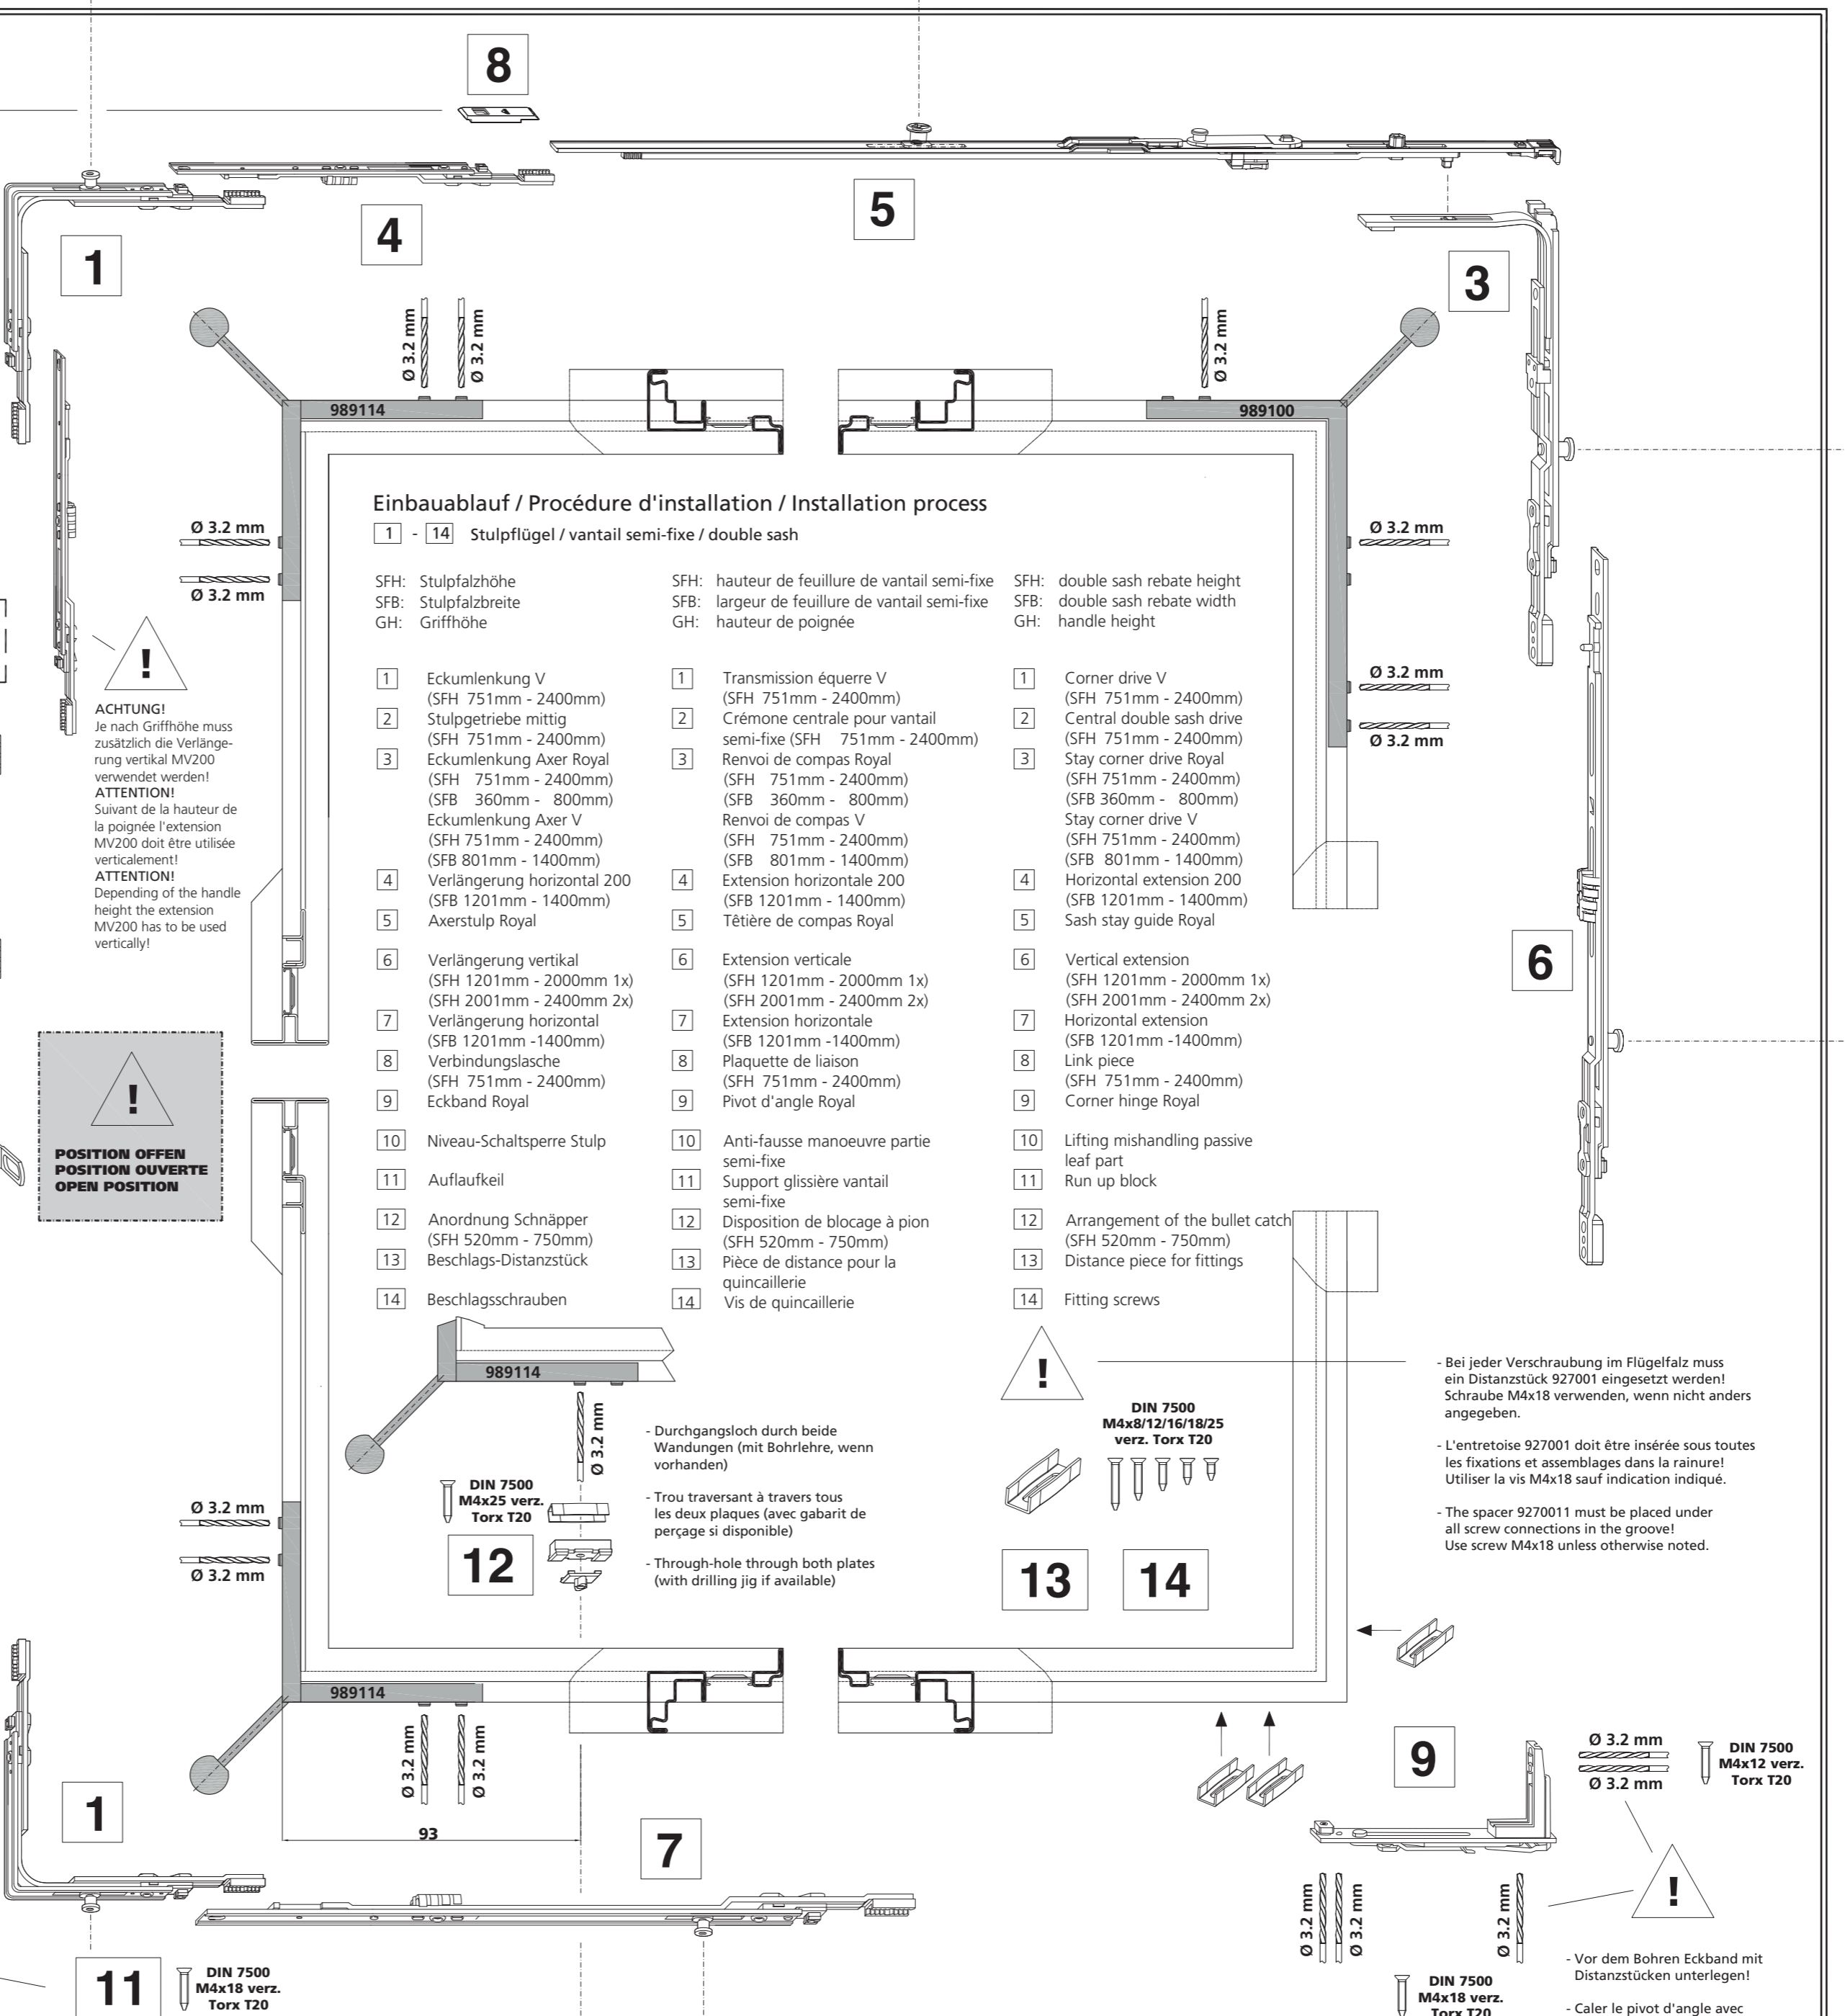 8
5
4
1
3
Ø 3.2 mm
Ø 3.2 mm
Ø 3.2 mm
989114
989100
Einbauablauf / Procédure d'installation / Installation process
1 - 14 Stulpflügel / vantail semi-fixe / double sash
Ø 3.2 mm
Ø 3.2 mm
Ø 3.2 mm
Ø 3.2 mm
Ø 3.2 mm
SFH: Stulpfalzhöhe
SFB: Stulpfalzbreite
GH: Griffhöhe
SFH: hauteur de feuillure de vantail semi-fixe
SFB: largeur de feuillure de vantail semi-fixe
GH: hauteur de poignée
SFH: double sash rebate height
SFB: double sash rebate width
GH: handle height
!
ACHTUNG!
Je nach Griffhöhe muss
zusätzlich die Verlänge-
rung vertikal MV200
verwendet werden!
ATTENTION!
Suivant de la hauteur de
la poignée l'extension
MV200 doit être utilisée
verticalement!
ATTENTION!
Depending of the handle
height the extension
MV200 has to be used
vertically!
1 Eckumlenkung V
(SFH 751mm - 2400mm)
2 Stulpgetriebe mittig
(SFH 751mm - 2400mm)
3 Eckumlenkung Axer Royal
(SFH 751mm - 2400mm)
(SFB 360mm - 800mm)
Eckumlenkung Axer V
(SFH 751mm - 2400mm)
(SFB 801mm - 1400mm)
4 Verlängerung horizontal 200
(SFB 1201mm - 1400mm)
5 Axerstulp Royal
6 Verlängerung vertikal
(SFH 1201mm - 2000mm 1x)
(SFH 2001mm - 2400mm 2x)
7 Verlängerung horizontal
(SFB 1201mm -1400mm)
8 Verbindungslasche
(SFH 751mm - 2400mm)
9 Eckband Royal
10 Niveau-Schaltsperre Stulp
11 Auflaufkeil
12 Anordnung Schnäpper
(SFH 520mm - 750mm)
13 Beschlags-Distanzstück
14 Beschlagsschrauben
1 Transmission équerre V
(SFH 751mm - 2400mm)
2 Crémone centrale pour vantail
semi-fixe (SFH 751mm - 2400mm)
3 Renvoi de compas Royal
(SFH 751mm - 2400mm)
(SFB 360mm - 800mm)
Renvoi de compas V
(SFH 751mm - 2400mm)
(SFB 801mm - 1400mm)
4 Extension horizontale 200
(SFB 1201mm - 1400mm)
5 Têtière de compas Royal
6 Extension verticale
(SFH 1201mm - 2000mm 1x)
(SFH 2001mm - 2400mm 2x)
7 Extension horizontale
(SFB 1201mm -1400mm)
8 Plaquette de liaison
(SFH 751mm - 2400mm)
9 Pivot d'angle Royal
10 Anti-fausse manoeuvre partie
semi-fixe
11 Support glissière vantail
semi-fixe
12 Disposition de blocage à pion
(SFH 520mm - 750mm)
13 Pièce de distance pour la
quincaillerie
14 Vis de quincaillerie
1 Corner drive V
(SFH 751mm - 2400mm)
2 Central double sash drive
(SFH 751mm - 2400mm)
3 Stay corner drive Royal
(SFH 751mm - 2400mm)
(SFB 360mm - 800mm)
Stay corner drive V
(SFH 751mm - 2400mm)
(SFB 801mm - 1400mm)
4 Horizontal extension 200
(SFB 1201mm - 1400mm)
5 Sash stay guide Royal
6 Vertical extension
(SFH 1201mm - 2000mm 1x)
(SFH 2001mm - 2400mm 2x)
7 Horizontal extension
(SFB 1201mm -1400mm)
8 Link piece
(SFH 751mm - 2400mm)
9 Corner hinge Royal
10 Lifting mishandling passive
leaf part
11 Run up block
12 Arrangement of the bullet catch
(SFH 520mm - 750mm)
13 Distance piece for fittings
14 Fitting screws
6
!
POSITION OFFEN
POSITION OUVERTE
OPEN POSITION
989114
Ø 3.2 mm
DIN 7500
M4x25 verz.
Torx T20
12
- Durchgangsloch durch beide
Wandungen (mit Bohrlehre, wenn
vorhanden)
- Trou traversant à travers tous
les deux plaques (avec gabarit de
perçage si disponible)
- Through-hole through both plates
(with drilling jig if available)
!
DIN 7500
M4x8/12/16/18/25
verz. Torx T20
13
14
- Bei jeder Verschraubung im Flügelfalz muss
ein Distanzstück 927001 eingesetzt werden!
Schraube M4x18 verwenden, wenn nicht anders
angegeben.
- L'entretoise 927001 doit être insérée sous toutes
les fixations et assemblages dans la rainure!
Utiliser la vis M4x18 sauf indication indiqué.
- The spacer 9270011 must be placed under
all screw connections in the groove!
Use screw M4x18 unless otherwise noted.
Ø 3.2 mm
Ø 3.2 mm
989114
Ø 3.2 mm
Ø 3.2 mm
93
1
7
9
Ø 3.2 mm
Ø 3.2 mm
DIN 7500
M4x12 verz.
Torx T20
!
Ø 3.2 mm
Ø 3.2 mm
Ø 3.2 mm
11
DIN 7500
M4x18 verz.
Torx T20
DIN 7500
M4x18 verz.
Torx T20
- Vor dem Bohren Eckband mit
Distanzstücken unterlegen!
- Caler le pivot d'angle avec